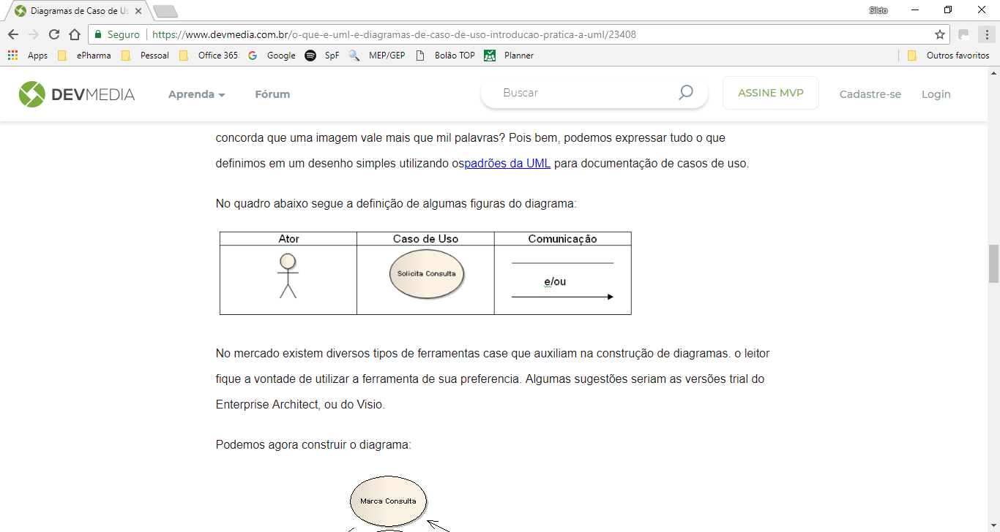 Diagramas de Caso de Us
Sildo
Seguro
https://www.devmedia.com.br/o-que-e-uml-e-diagramas-de-caso-de-uso-introducao-pratica-a-uml/23408
Apps ePharma Pessoal Office 365 Google SpF MEP/GEP Bolão TOP Planner Outros favoritos
DEVMEDIA Aprenda Fórum Buscar ASSINE MVP Cadastre-se Login
concorda que uma imagem vale mais que mil palavras? Pois bem, podemos expressar tudo o que
definimos em um desenho simples utilizando ospadrões da UML para documentação de casos de uso.
No quadro abaixo segue a definição de algumas figuras do diagrama:
Ator Caso de Uso Comunicação
Solicita Consulta
e/ou
No mercado existem diversos tipos de ferramentas case que auxiliam na construção de diagramas. o leitor
fique a vontade de utilizar a ferramenta de sua preferencia. Algumas sugestões seriam as versões trial do
Enterprise Architect, ou do Visio.
Podemos agora construir o diagrama:
Marca Consulta